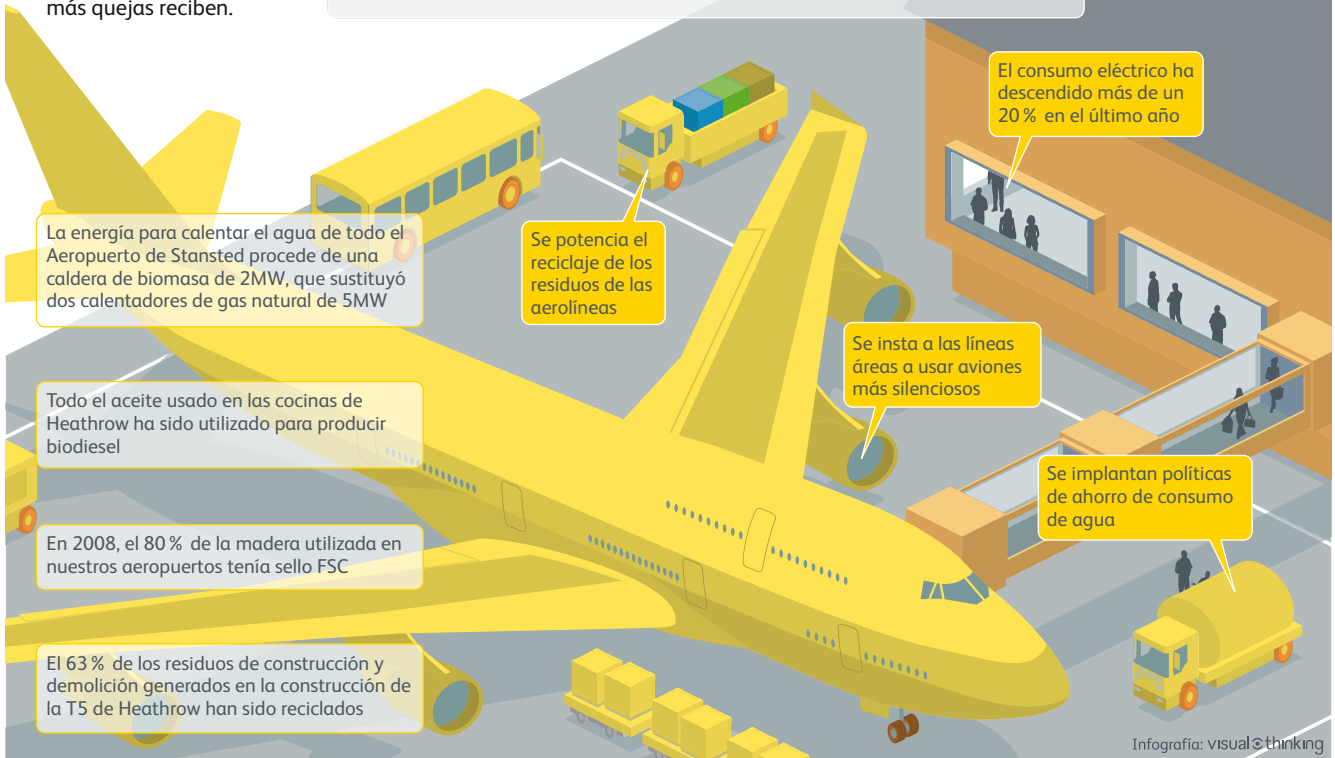 más quejas reciben.
El consumo eléctrico ha
descendido más de un
20 % en el último año
La energía para calentar el agua de todo el
Aeropuerto de Stansted procede de una
caldera de biomasa de 2MW, que sustituyó
dos calentadores de gas natural de 5MW
Se potencia el
reciclaje de los
residuos de las
aerolíneas
Se insta a las líneas
áreas a usar aviones
más silenciosos
Todo el aceite usado en las cocinas de
Heathrow ha sido utilizado para producir
biodiesel
Se implantan políticas
de ahorro de consumo
de agua
En 2008, el 80 % de la madera utilizada en
nuestros aeropuertos tenía sello FSC
El 63 % de los residuos de construcción y
demolición generados en la construcción de
la T5 de Heathrow han sido reciclados
Infografía: visual thinking